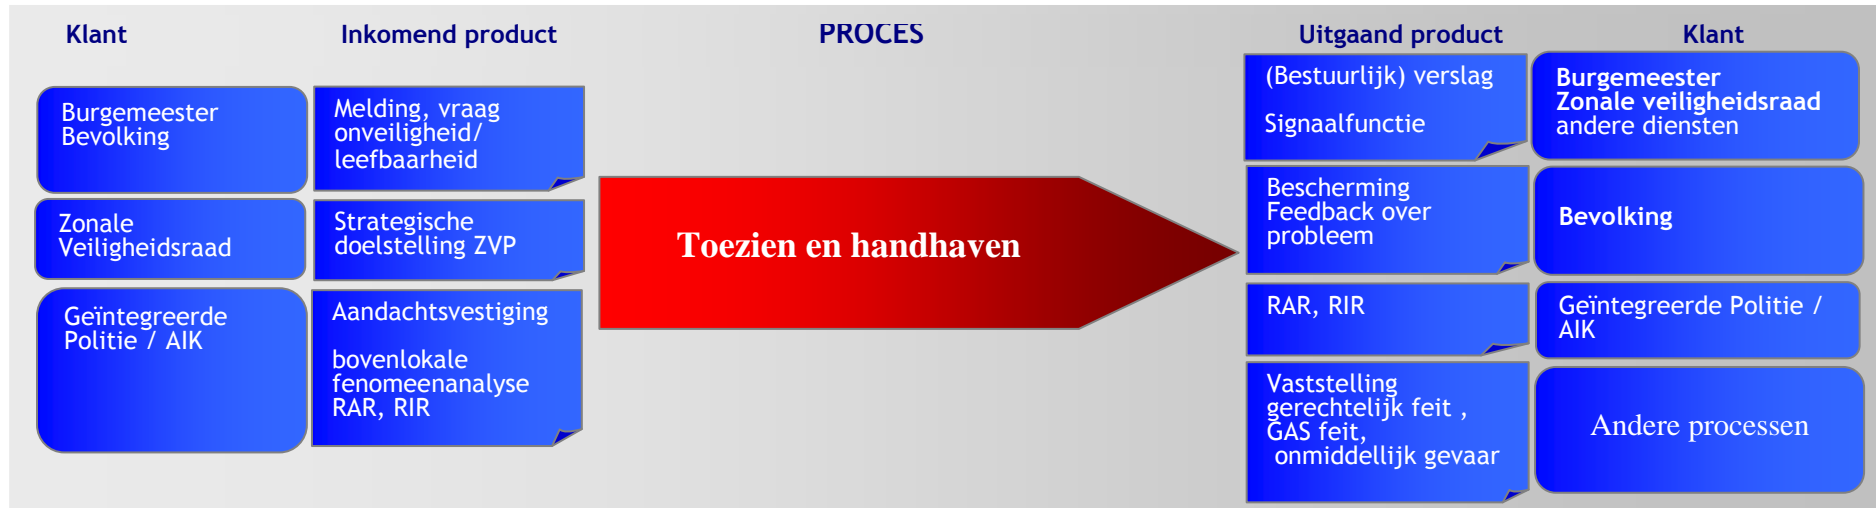 Klant
Inkomend product
PROCES
Uitgaand product
Klant
Burgemeester
Bevolking
Melding, vraag
onveiligheid/
leefbaarheid
Zonale
Veiligheidsraad
Strategische
doelstelling ZVP
Geïntegreerde
Politie / AIK
Aandachtsvestiging
bovenlokale
fenomeenanalyse
RAR, RIR
Toezien en handhaven
(Bestuurlijk) verslag
Signaalfunctie
Burgemeester
Zonale veiligheidsraad
andere diensten
Bescherming
Feedback over
probleem
Bevolking
RAR, RIR
Geïntegreerde Politie /
AIK
Vaststelling
gerechtelijk feit ,
GAS feit,
onmiddellijk gevaar
Andere processen